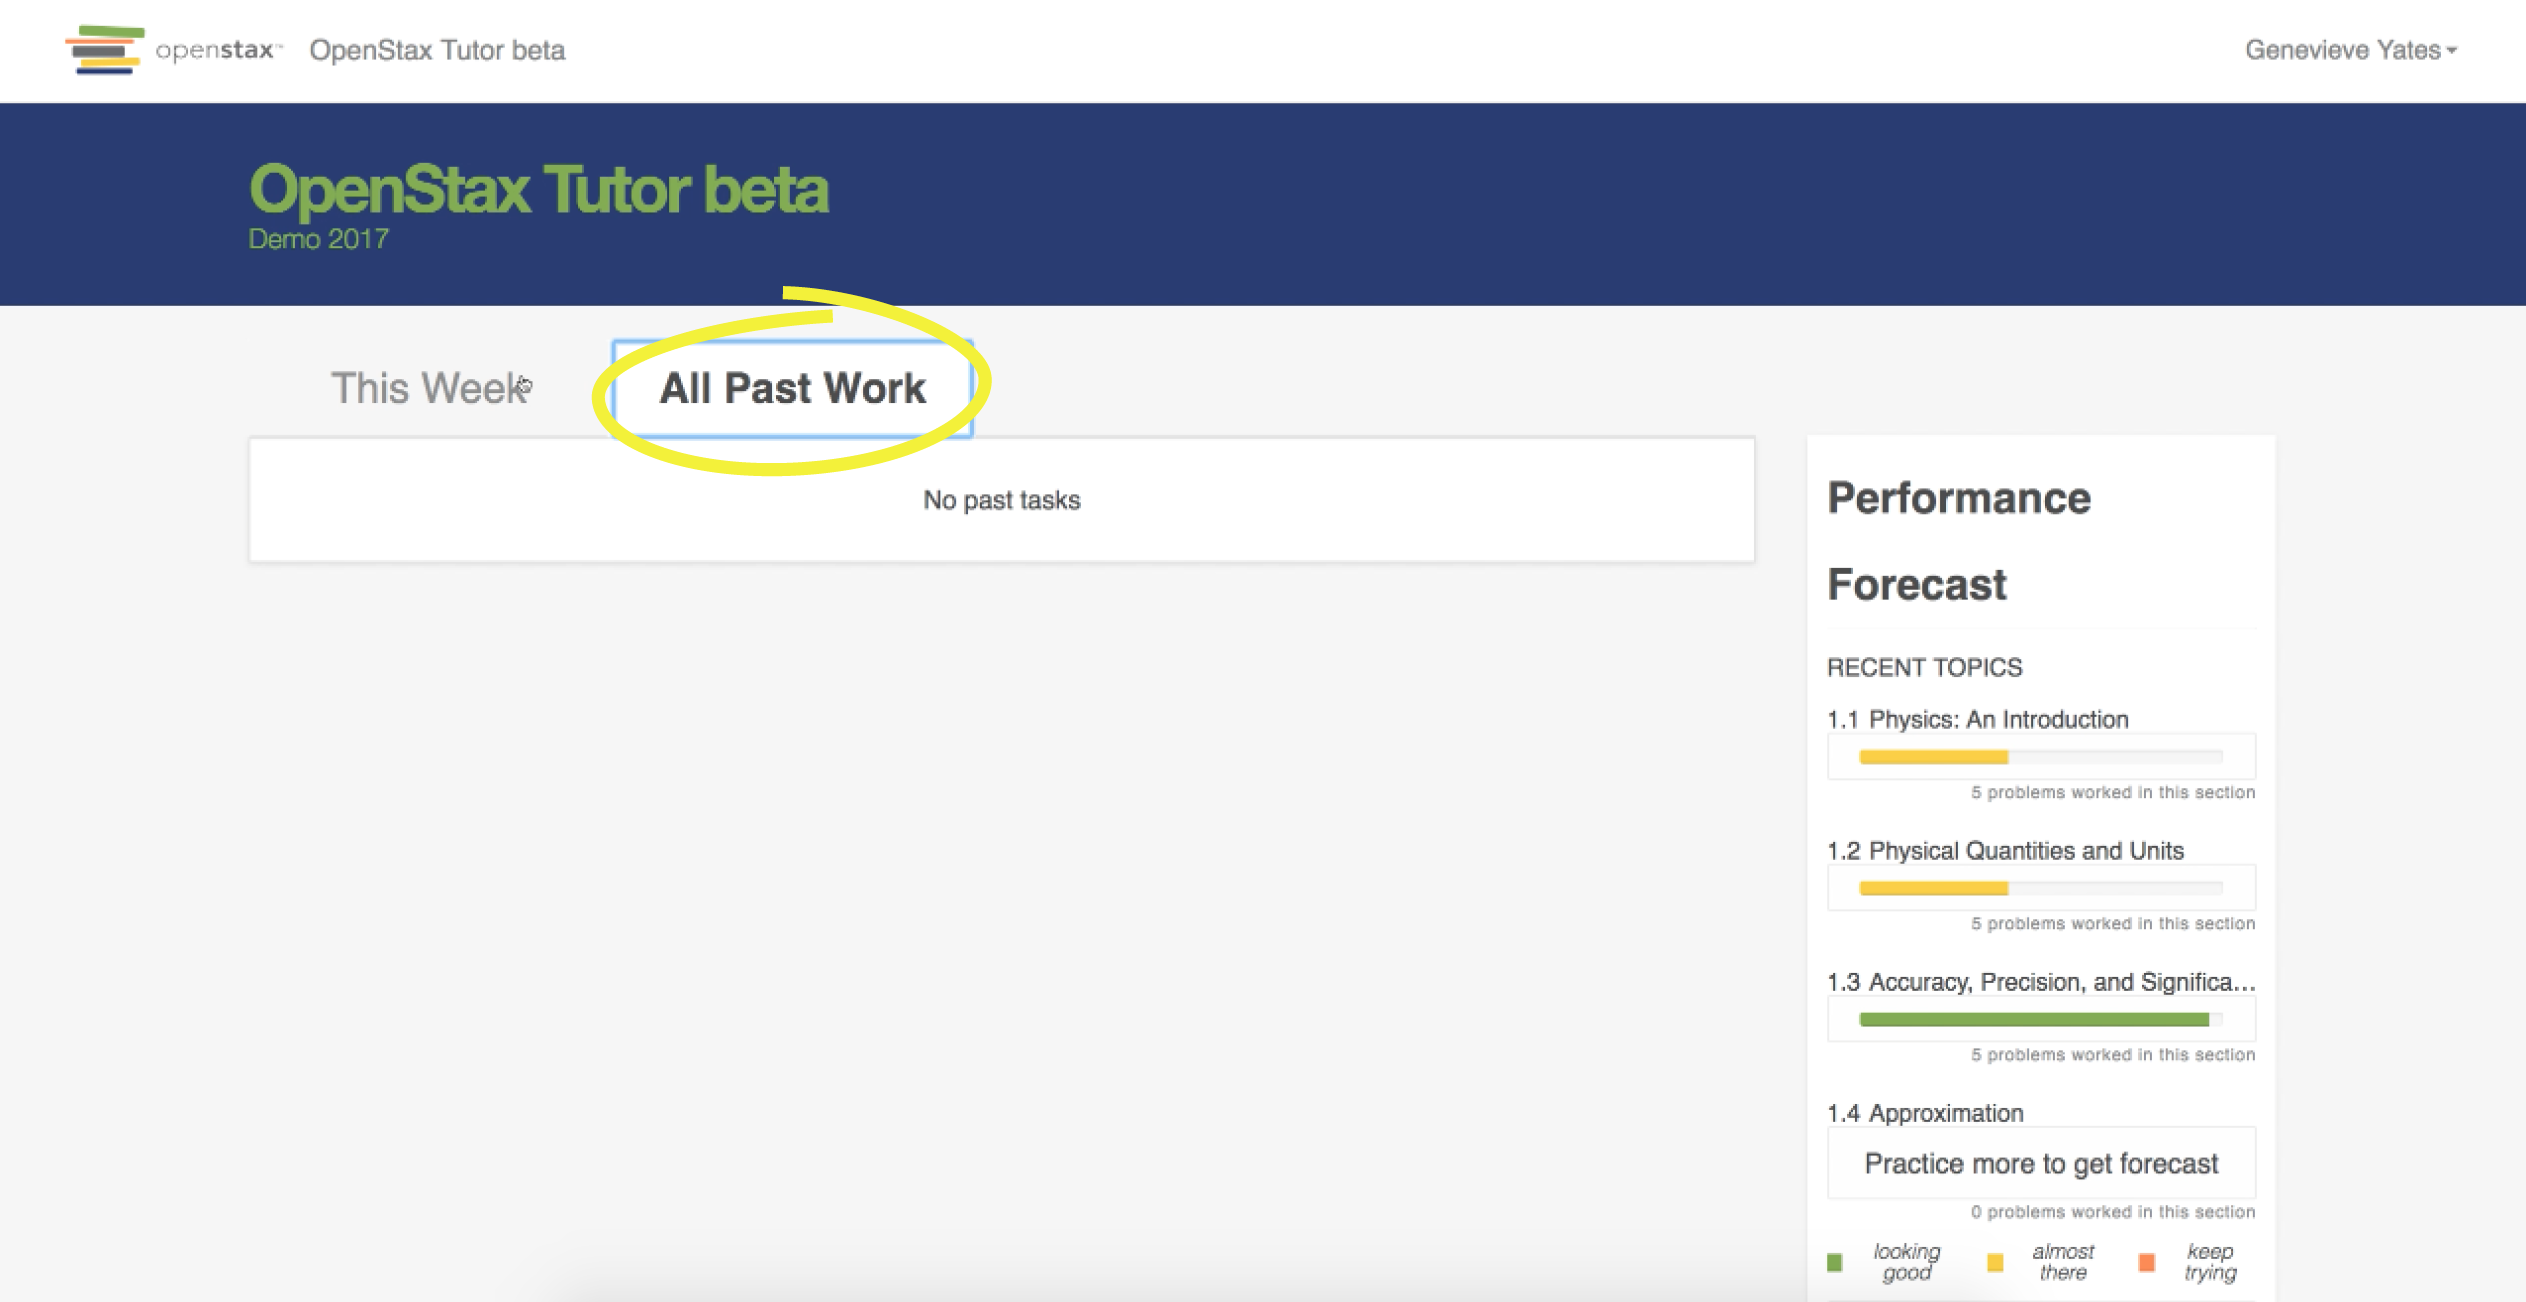 openstax™ OpenStax Tutor beta
Genevieve Yates
OpenStax Tutor beta
Demo 2017
This Week
All Past Work
No past tasks
Performance
Forecast
RECENT TOPICS
1.1 Physics: An Introduction
5 problems worked in this section
1.2 Physical Quantities and Units
5 problems worked in this section
1.3 Accuracy, Precision, and Significa...
5 problems worked in this section
1.4 Approximation
Practice more to get forecast
0 problems worked in this section
looking good
almost there
keep trying